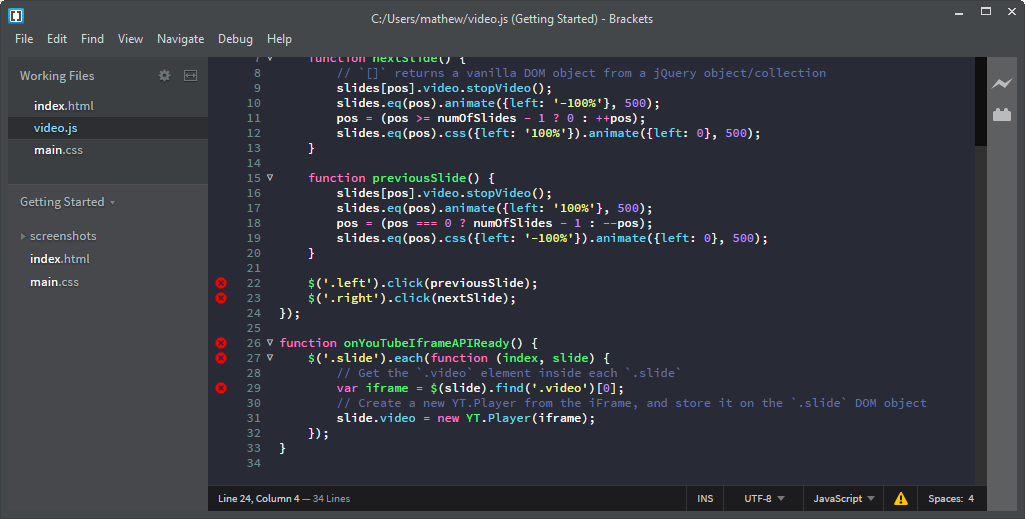 C:/Users/mathew/video.js (Getting Started) - Brackets
File Edit Find View Navigate Debug Help
Working Files
index.html
video.js
main.css
Getting Started
screenshots
index.html
main.css
7 function nextSlide() {
8 // `[]` returns a vanilla DOM object from a jQuery object/collection
9 slides[pos].video.stopVideo();
10 slides.eq(pos).animate({left: '-100%'}, 500);
11 pos = (pos >= numOfSlides - 1 ? 0 : ++pos);
12 slides.eq(pos).css({left: '100%'}).animate({left: 0}, 500);
13 }
14
15 function previousSlide() {
16 slides[pos].video.stopVideo();
17 slides.eq(pos).animate({left: '100%'}, 500);
18 pos = (pos === 0 ? numOfSlides - 1 : --pos);
19 slides.eq(pos).css({left: '-100%'}).animate({left: 0}, 500);
20 }
21
22 $('.left').click(previousSlide);
23 $('.right').click(nextSlide);
24 });
25
26 function onYouTubeIframeAPIReady() {
27 $('.slide').each(function (index, slide) {
28 // Get the `.video` element inside each `.slide`
29 var iframe = $(slide).find('.video')[0];
30 // Create a new YT.Player from the iFrame, and store it on the `.slide` DOM object
31 slide.video = new YT.Player(iframe);
32 });
33 }
34
Line 24, Column 4 — 34 Lines INS UTF-8 JavaScript Spaces: 4